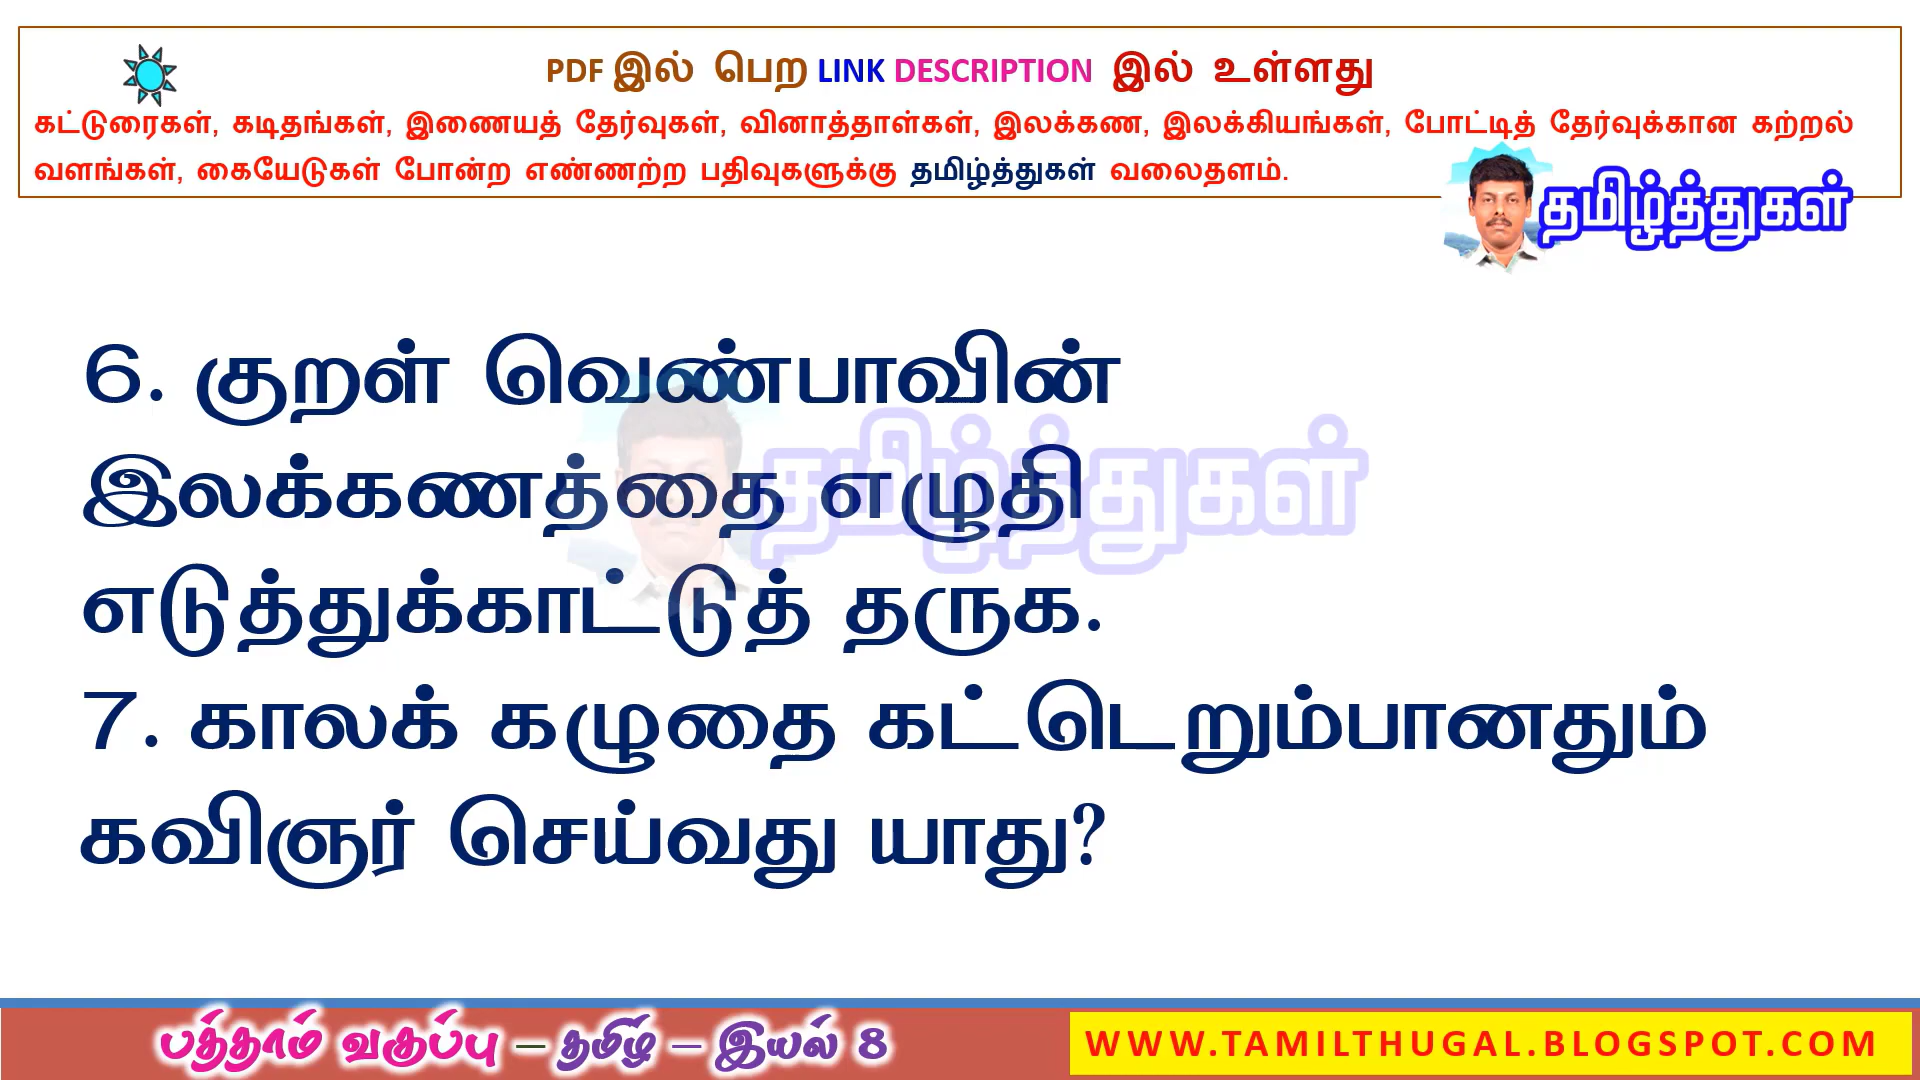 PDF இல் பெற LINK DESCRIPTION இல் உள்ளது
கட்டுரைகள், கடிதங்கள், இணையத் தேர்வுகள், வினாத்தாள்கள், இலக்கண, இலக்கியங்கள், போட்டித் தேர்வுக்கான கற்றல்
வளங்கள், கையேடுகள் போன்ற எண்ணற்ற பதிவுகளுக்கு தமிழ்த்துகள் வலைதளம்.
தமிழ்த்துகள்
6. குறள் வெண்பாவின்
இலக்கணத்தை எழுதி
தமிழ்த்துகள்
எடுத்துக்காட்டுத் தருக.
7. காலக் கழுதை கட்டெறும்பானதும்
கவிஞர் செய்வது யாது?
பத்தாம் வகுப்பு – தமிழ் – இயல் 8
WWW.TAMILTHUGAL.BLOGSPOT.COM